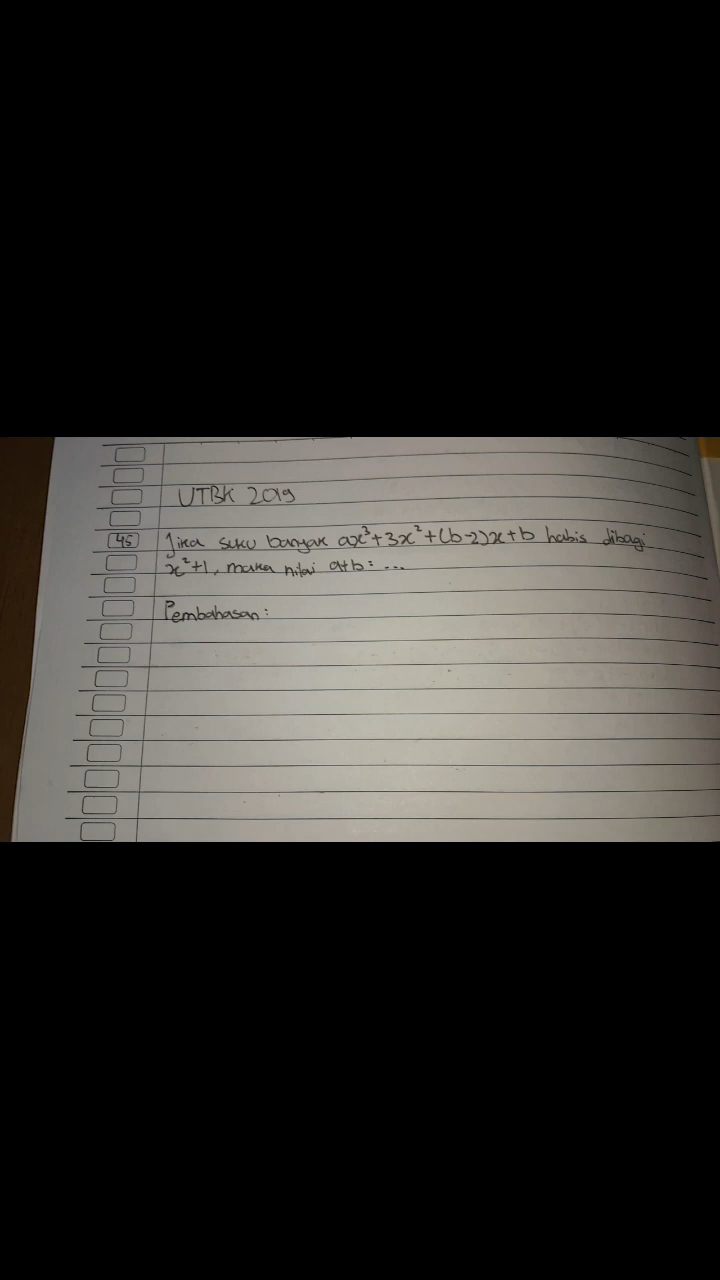 UTBK 2019
45 Jika suku banyak ax³+3x²+(b-2)x+b habis dibagi
x²+1, maka nilai a+b = ...
Pembahasan :